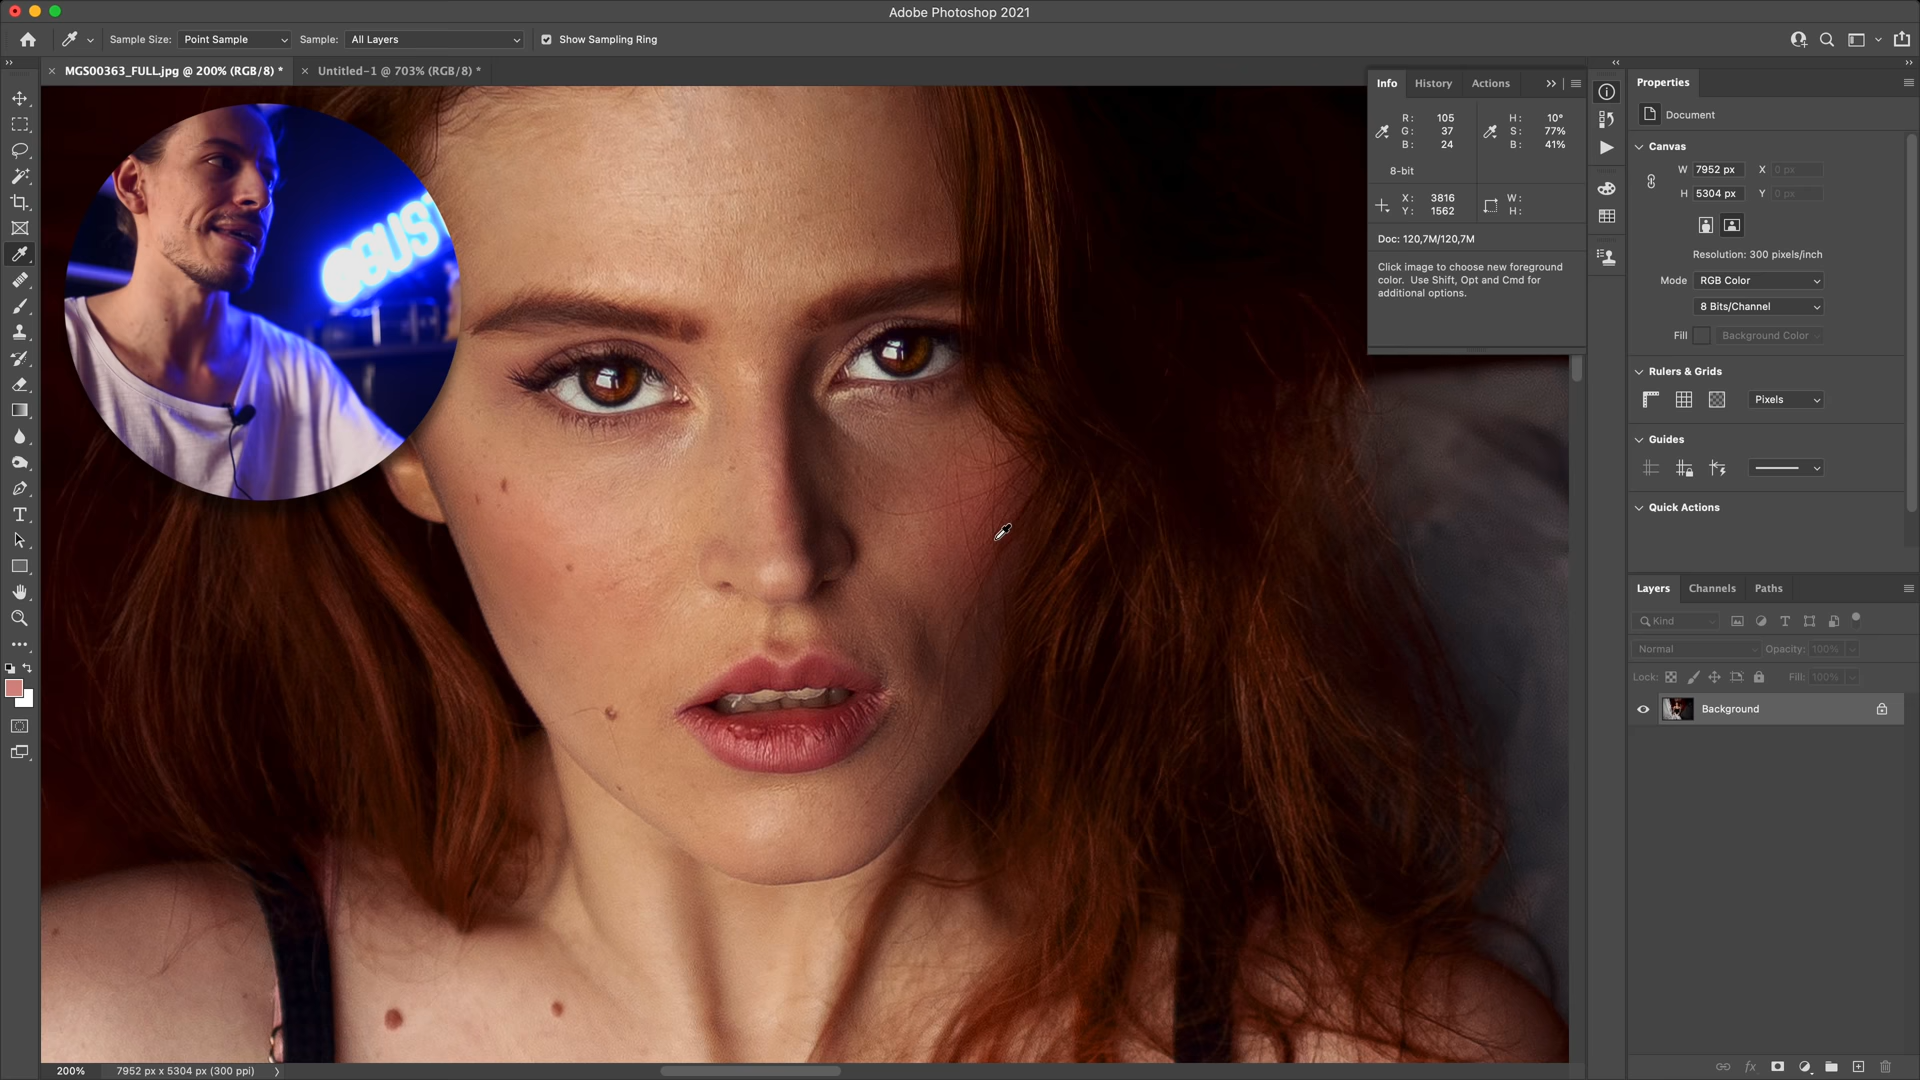 Adobe Photoshop 2021
Sample Size: Point Sample Sample: All Layers Show Sampling Ring
MGS00363_FULL.jpg @ 200% (RGB/8) * Untitled-1 @ 703% (RGB/8) *
@BUST
Info History Actions
R: 105 H: 10°
G: 37 S: 77%
B: 24 B: 41%
8-bit
X: 3816 W:
Y: 1562 H:
Doc: 120,7M/120,7M
Click image to choose new foreground
color. Use Shift, Opt and Cmd for
additional options.
Properties
Document
Canvas
W 7952 px X 0 px
H 5304 px Y 0 px
Resolution: 300 pixels/inch
Mode RGB Color
8 Bits/Channel
Fill Background Color
Rulers & Grids
Pixels
Guides
Quick Actions
Layers Channels Paths
Kind
Normal Opacity: 100%
Lock: Fill: 100%
Background
200% 7952 px x 5304 px (300 ppi)